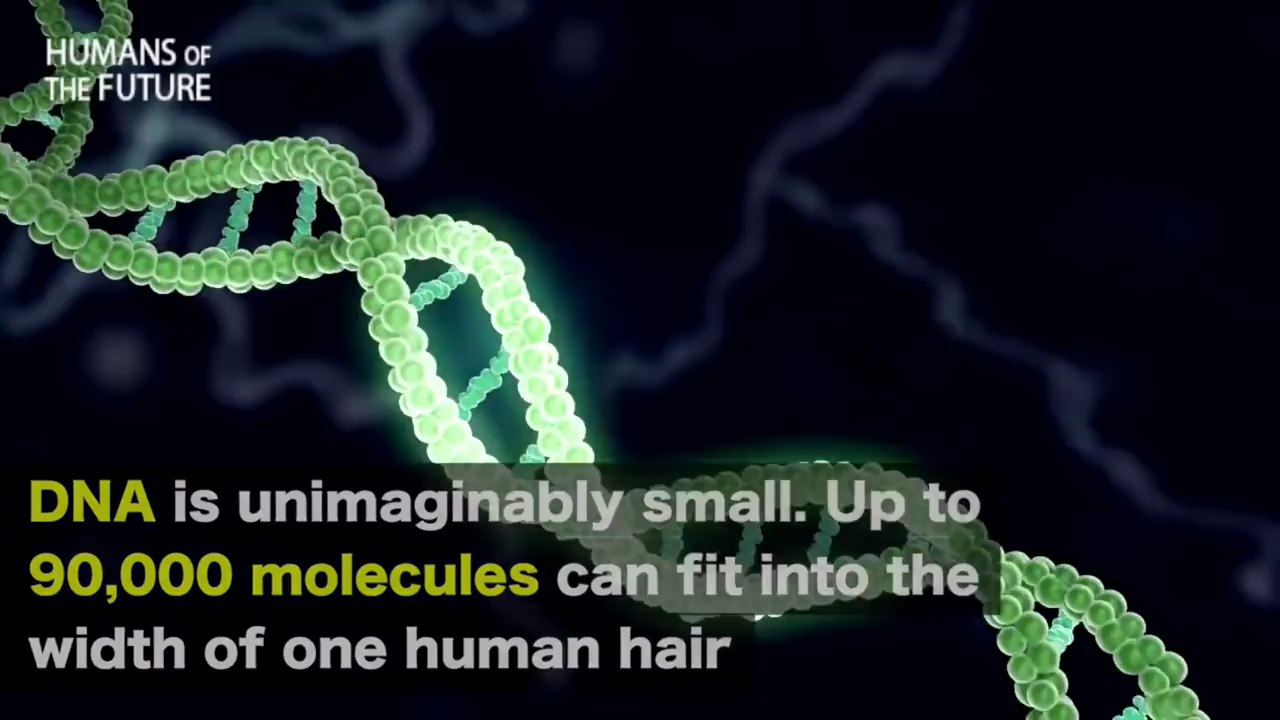 HUMANS OF
THE FUTURE
DNA is unimaginably small. Up to
90,000 molecules can fit into the
width of one human hair